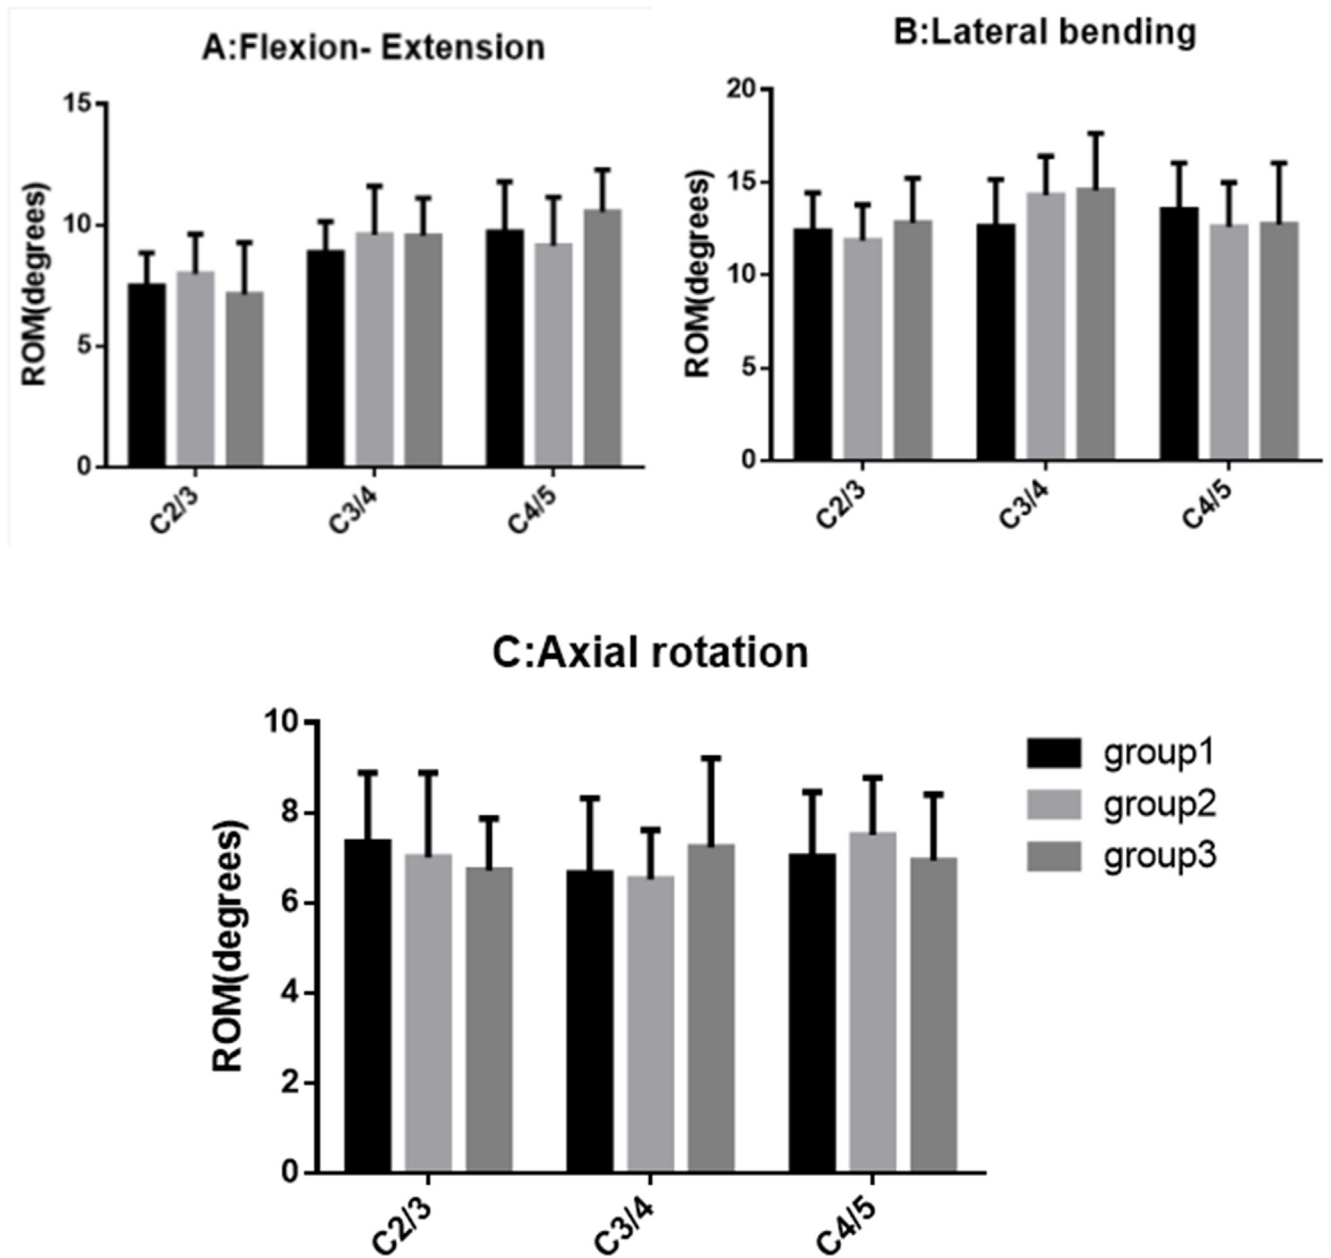 A:Flexion- Extension
15
10
5
0
ROM(degrees)
C2/3
C3/4
C4/5
B:Lateral bending
20
15
10
5
0
ROM(degrees)
C2/3
C3/4
C4/5
C:Axial rotation
10
8
6
4
2
0
ROM(degrees)
C2/3
C3/4
C4/5
group1
group2
group3